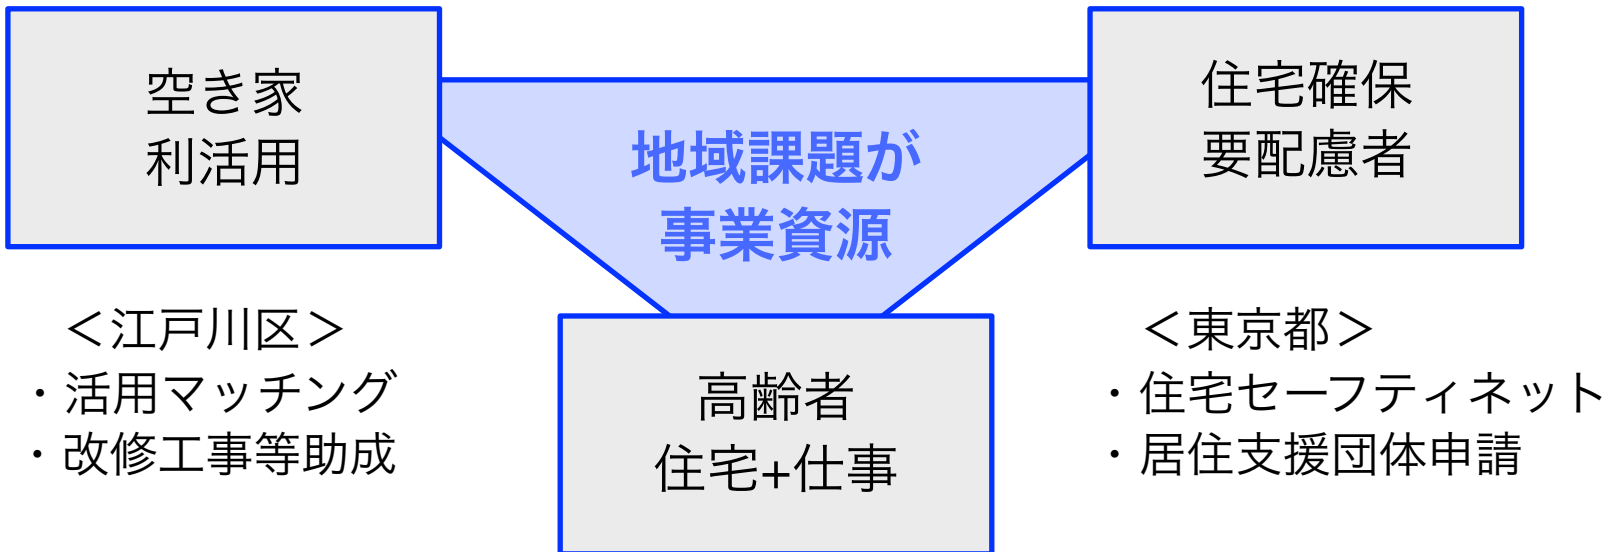 空き家
利活用
地域課題が
事業資源
住宅確保
要配慮者
＜江戸川区＞
・活用マッチング
・改修工事等助成
高齢者
住宅+仕事
＜東京都＞
・住宅セーフティネット
・居住支援団体申請